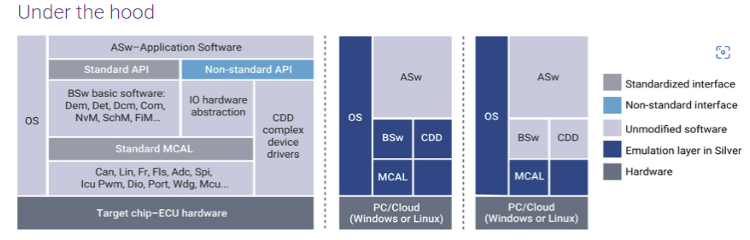 Under the hood
ASw–Application Software
Standard API
Non-standard API
OS
BSw basic software:
Dem, Det, Dcm, Com,
NvM, SchM, FiM...
IO hardware
abstraction
CDD
complex
device
drivers
Standard MCAL
Can, Lin, Fr, Fls, Adc, Spi,
Icu Pwm, Dio, Port, Wdg, Mcu...
Target chip–ECU hardware
OS
ASw
BSw
CDD
MCAL
PC/Cloud
(Windows or Linux)
OS
ASw
BSw
CDD
MCAL
PC/Cloud
(Windows or Linux)
Standardized interface
Non-standard interface
Unmodified software
Emulation layer in Silver
Hardware